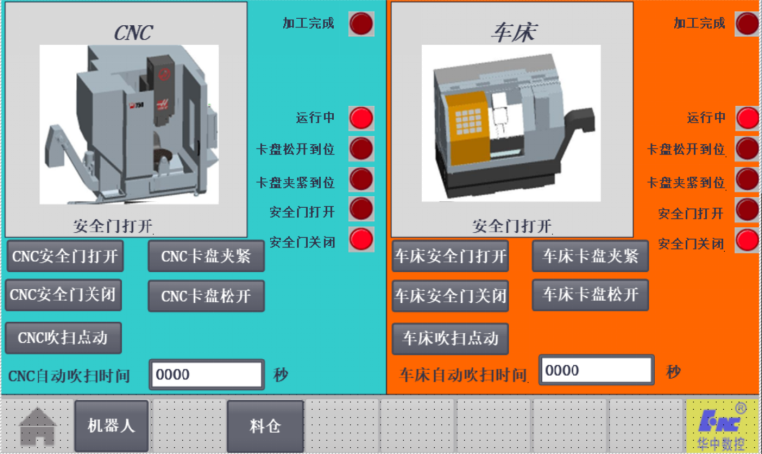 CNC
加工完成
运行中
卡盘松开到位
卡盘夹紧到位
安全门打开
安全门关闭
安全门打开
CNC安全门打开
CNC卡盘夹紧
CNC安全门关闭
CNC卡盘松开
CNC吹扫点动
CNC自动吹扫时间
0000
秒
车床
加工完成
运行中
卡盘松开到位
卡盘夹紧到位
安全门打开
安全门关闭
安全门打开
车床安全门打开
车床卡盘夹紧
车床安全门关闭
车床卡盘松开
车床吹扫点动
车床自动吹扫时间
0000
秒
机器人
料仓
华中数控